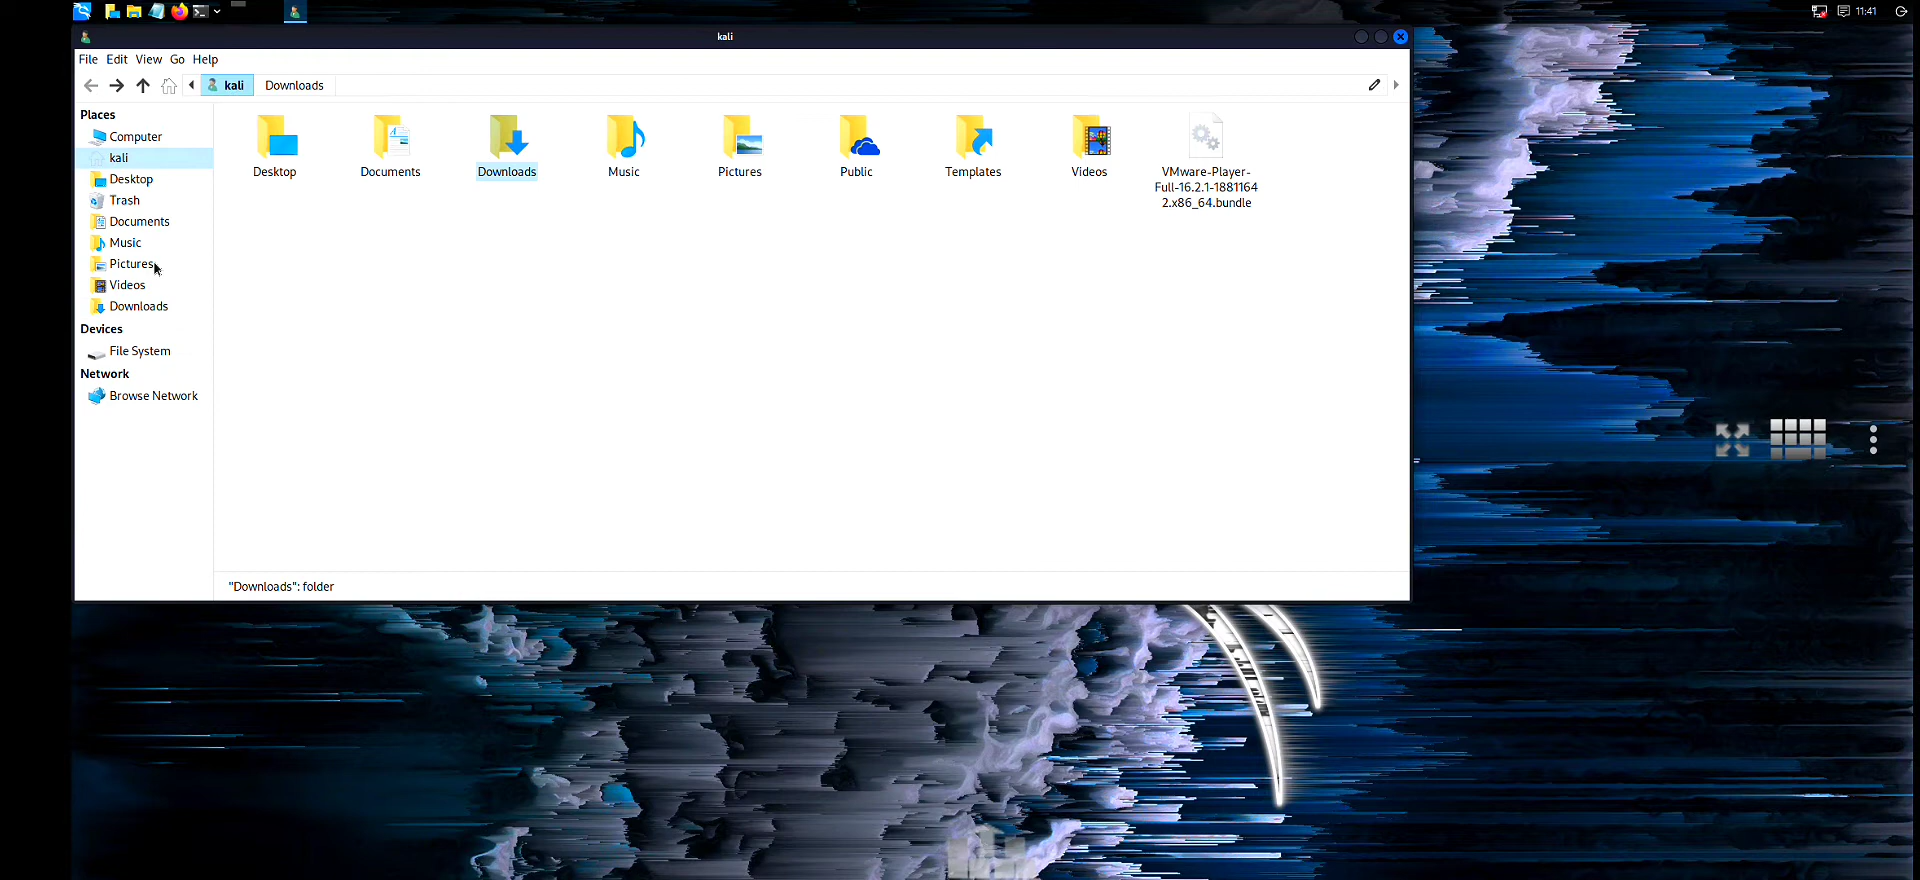 11:41
kali
File Edit View Go Help
kali Downloads
Places
Computer
kali
Desktop
Trash
Documents
Music
Pictures
Videos
Downloads
Devices
File System
Network
Browse Network
Desktop Documents Downloads Music Pictures Public Templates Videos VMware-Player-
Full-16.2.1-1881164
2.x86_64.bundle
"Downloads": folder